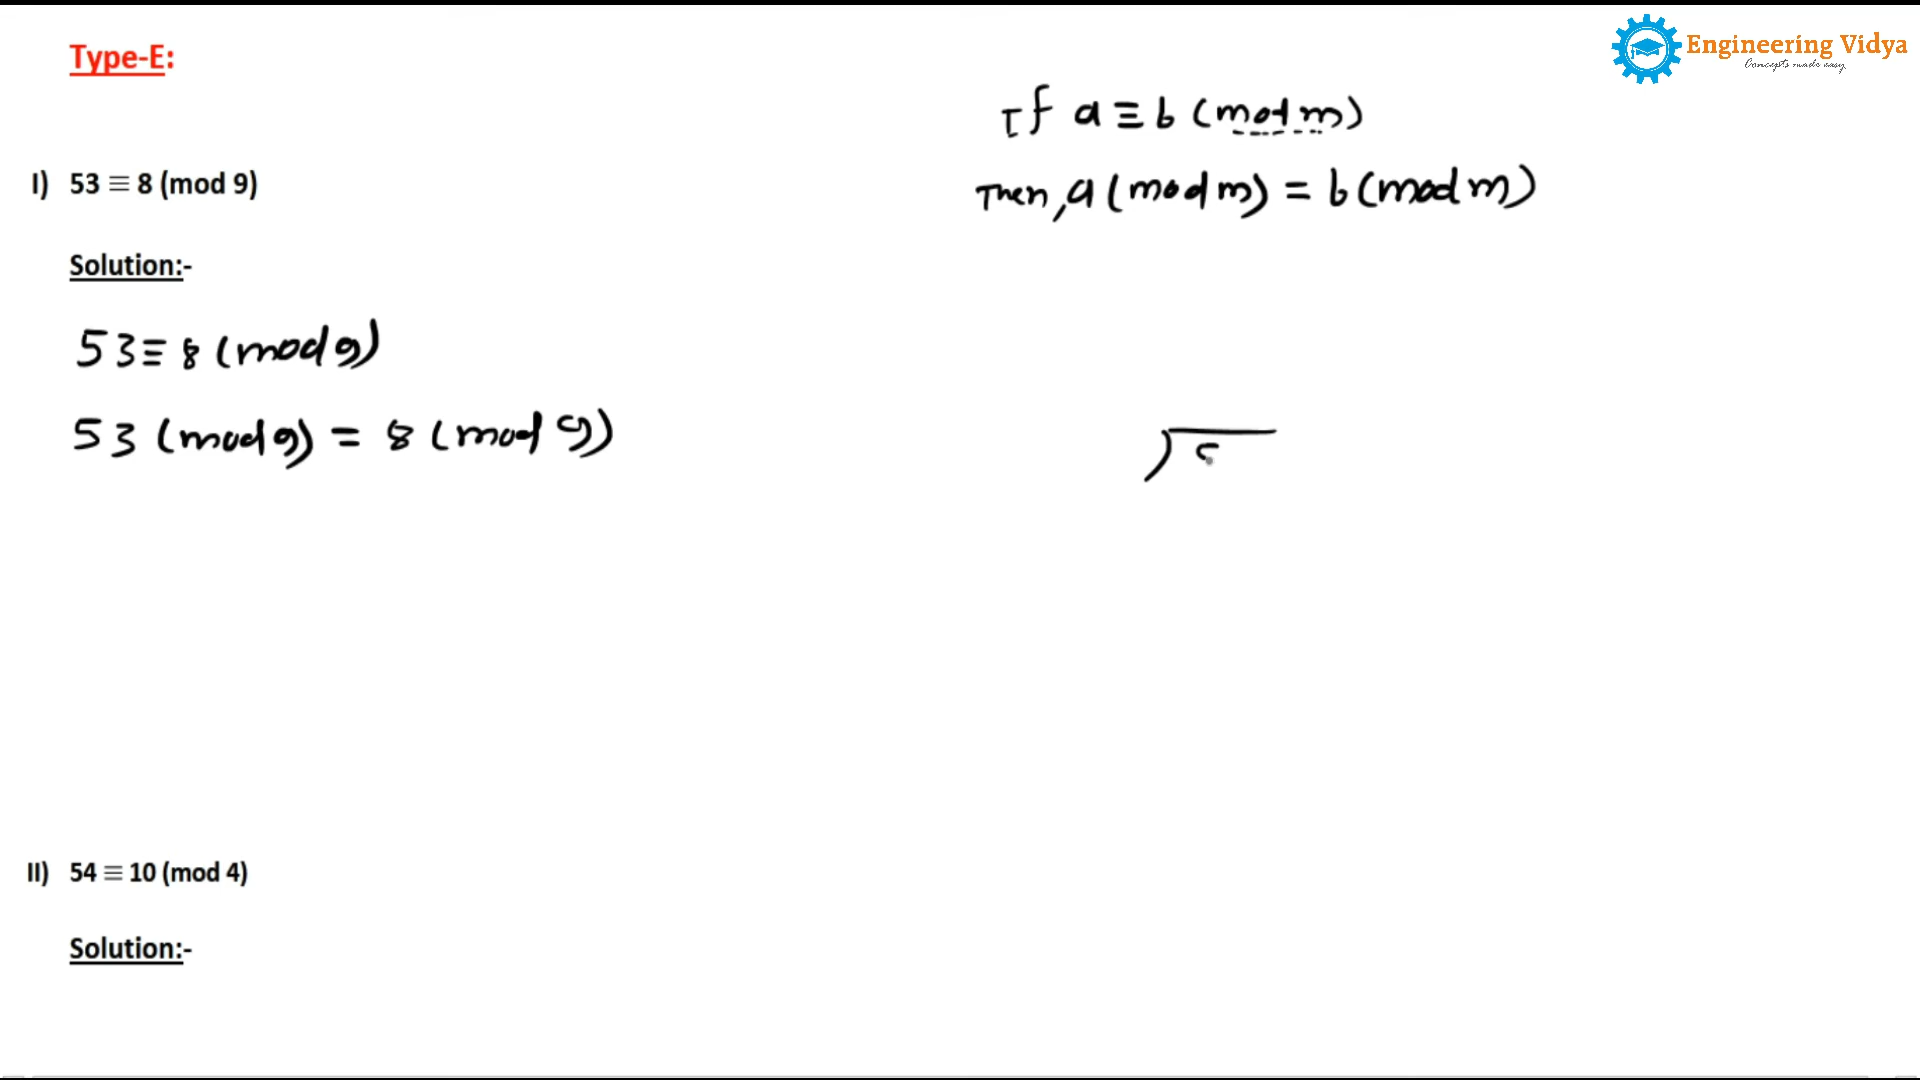 Type-E:
Engineering Vidya
Concepts made easy
If a ≡ b (mod m)
Then, a (mod m) = b (mod m)
I) 53 ≡ 8 (mod 9)
Solution:-
53 ≡ 8 (mod 9)
53 (mod 9) = 8 (mod 9)
5
II) 54 ≡ 10 (mod 4)
Solution:-